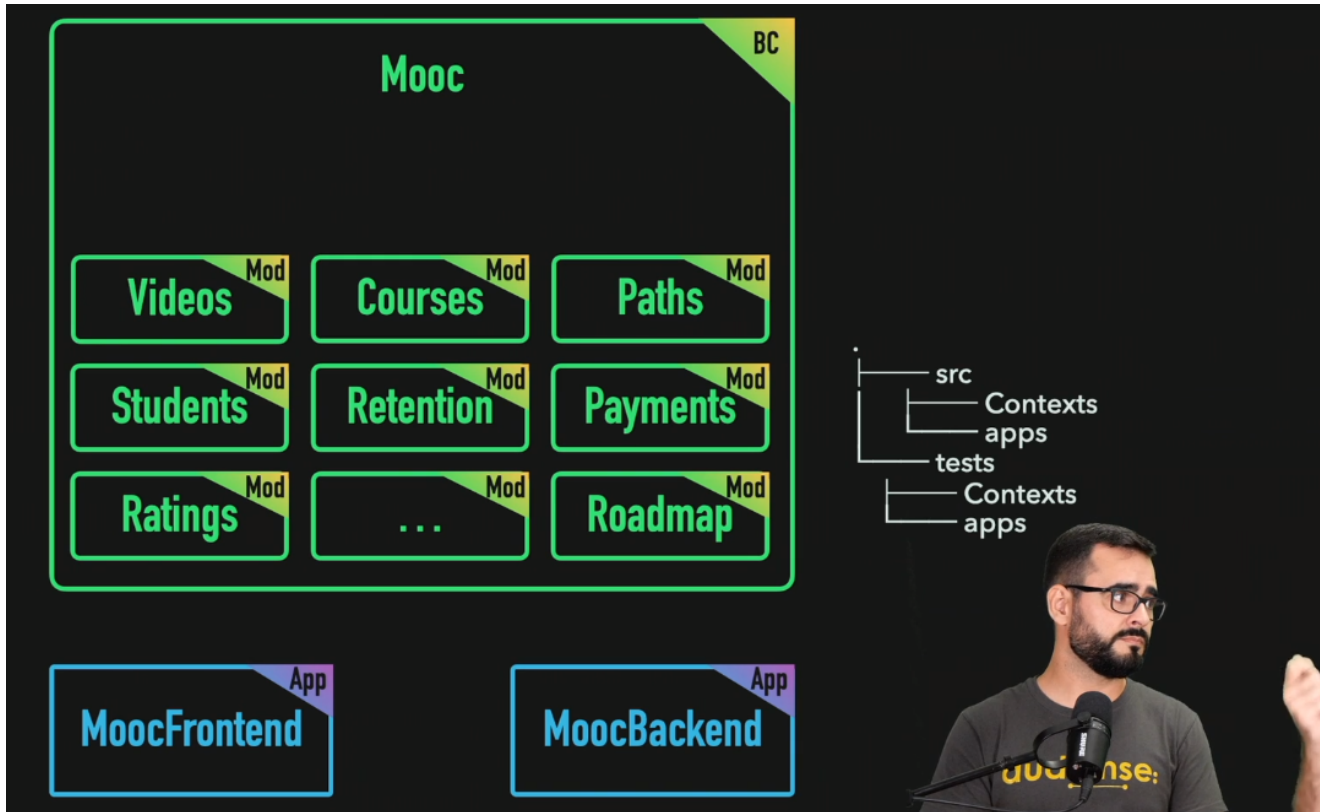 BC
Mooc
Mod
Videos
Mod
Courses
Mod
Paths
Mod
Students
Mod
Retention
Mod
Payments
Mod
Ratings
Mod
...
Mod
Roadmap
App
MoocFrontend
App
MoocBackend
.
src
Contexts
apps
tests
Contexts
apps
SHURE